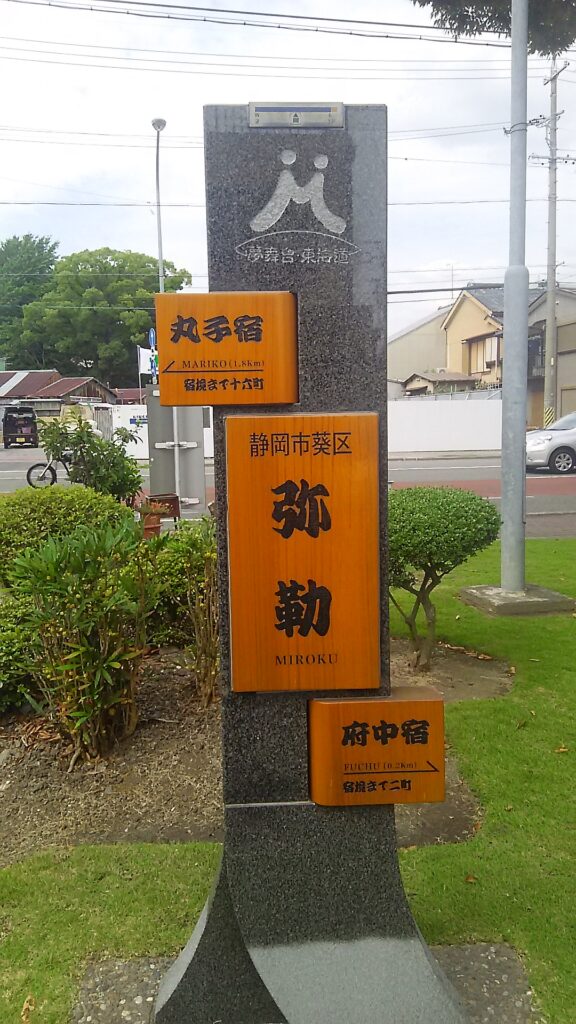 夢舞台・東海道
丸子宿
MARIKO (1.8Km)
宿境まで十六町
静岡市葵区
弥
勒
MIROKU
府中宿
FUCHU (0.2Km)
宿境まで二町